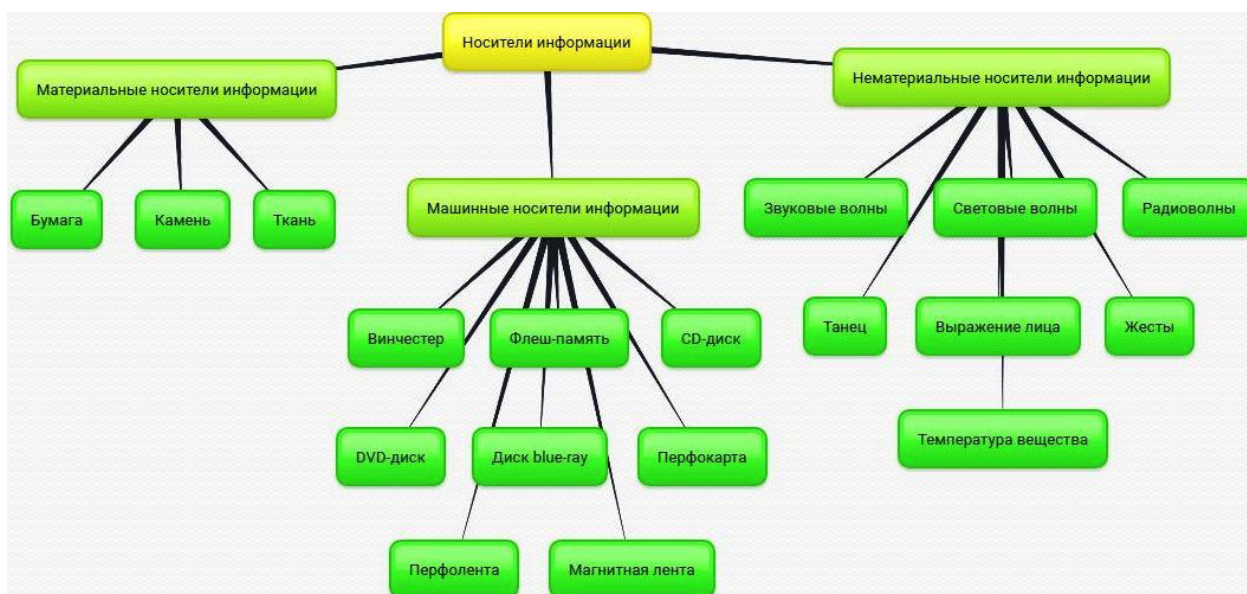 Носители информации
Материальные носители информации
Нематериальные носители информации
Бумага
Камень
Ткань
Машинные носители информации
Звуковые волны
Световые волны
Радиоволны
Винчестер
Флеш-память
CD-диск
Танец
Выражение лица
Жесты
DVD-диск
Диск blue-ray
Перфокарта
Температура вещества
Перфолента
Магнитная лента